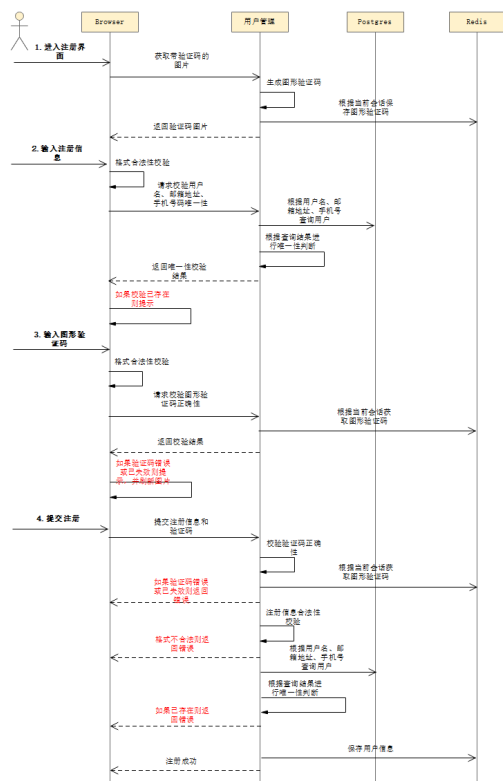 Browser
用户管理
Postgres
Redis
1. 进入注册界
面
获取带验证码的
图片
生成图形验证码
根据当前会话保
存图形验证码
返回验证码图片
2. 输入注册信
息
格式合法性校验
请求校验用户
名、邮箱地址、
手机号码唯一性
根据用户名、邮
箱地址、手机号
查询用户
根据查询结果进
行唯一性判断
返回唯一性校验
结果
如果校验已存在
则提示
3. 输入图形验
证码
格式合法性校验
请求校验图形验
证码正确性
根据当前会话获
取图形验证码
返回校验结果
如果验证码错误
或已失效则提
示，并刷新图片
4. 提交注册
提交注册信息和
验证码
校验验证码正确
性
根据当前会话获
取图形验证码
如果验证码错误
或已失效则返回
错误
注册信息合法性
校验
格式不合法则返
回错误
根据用户名、邮
箱地址、手机号
查询用户
根据查询结果进
行唯一性判断
如果已存在则返
回错误
保存用户信息
注册成功